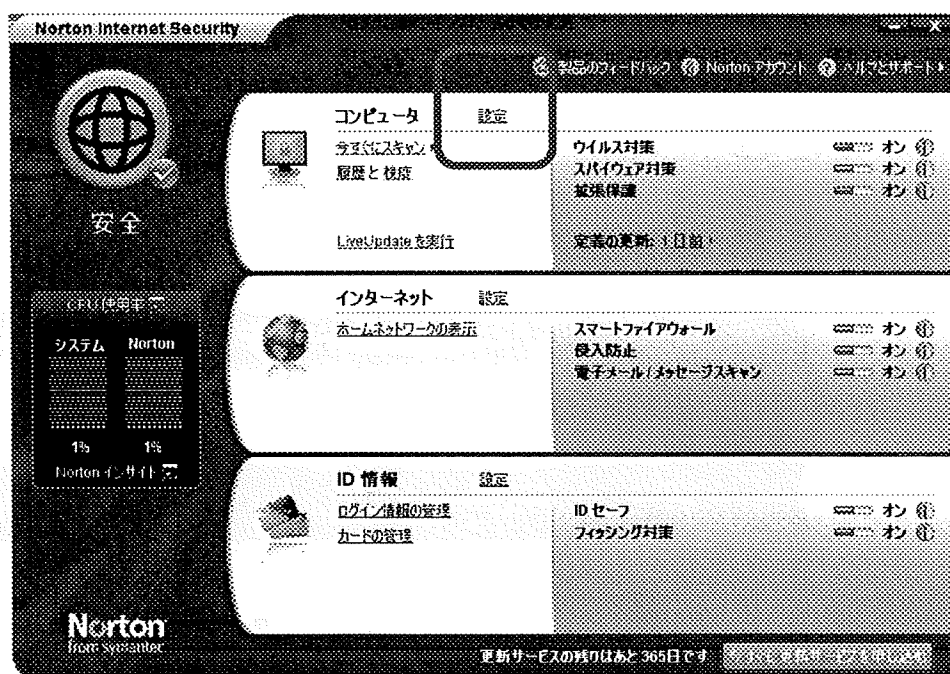 Norton Internet Security
製品のフィードバック Norton アカウント ヘルプとサポート
安全
CPU 使用率
システム Norton
1% 1%
Norton インサイト
Norton
from symantec
コンピュータ 設定
今すぐにスキャン
履歴と検疫
LiveUpdate を実行
ウイルス対策 オン
スパイウェア対策 オン
拡張保護 オン
定義の更新: 1 日前
インターネット 設定
ホームネットワークの表示
スマートファイアウォール オン
侵入防止 オン
電子メール / メッセージスキャン オン
ID 情報 設定
ログイン情報の管理
カードの管理
ID セーフ オン
フィッシング対策 オン
更新サービスの残りはあと 365日です